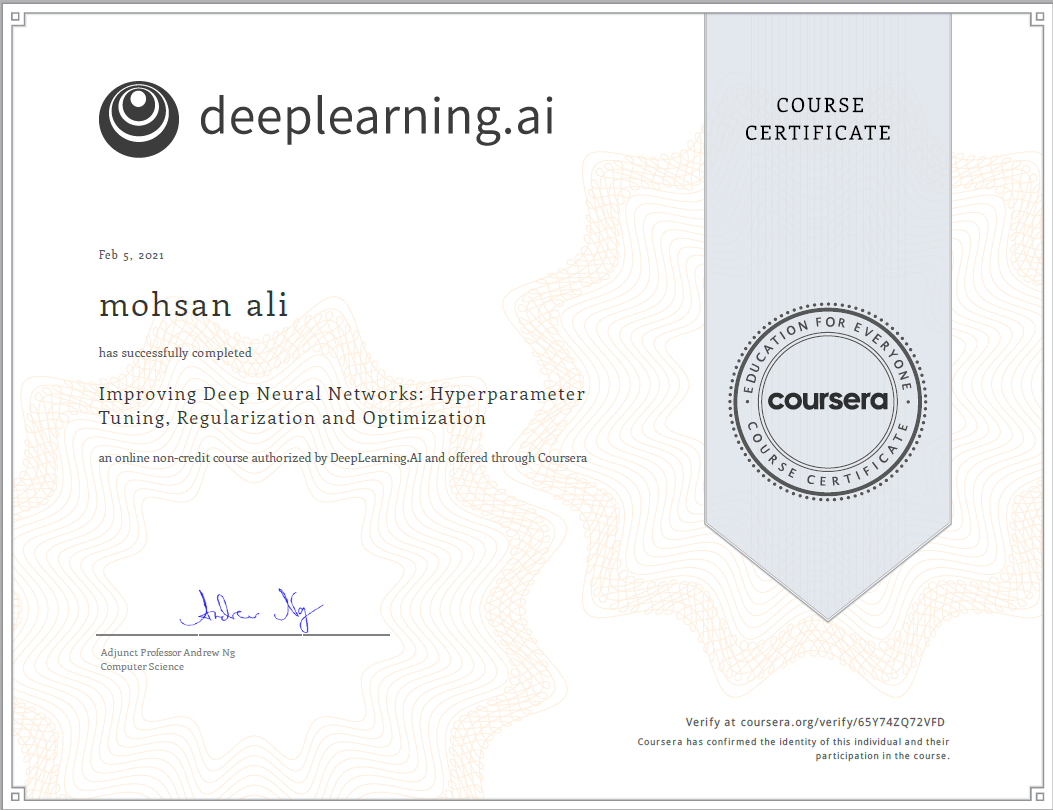 deeplearning.ai
COURSE
CERTIFICATE
Feb 5, 2021
mohsan ali
has successfully completed
Improving Deep Neural Networks: Hyperparameter
Tuning, Regularization and Optimization
an online non-credit course authorized by DeepLearning.AI and offered through Coursera
EDUCATION FOR EVERYONE
coursera
COURSE CERTIFICATE
Andrew Ng
Adjunct Professor Andrew Ng
Computer Science
Verify at coursera.org/verify/65Y74ZQ72VFD
Coursera has confirmed the identity of this individual and their
participation in the course.